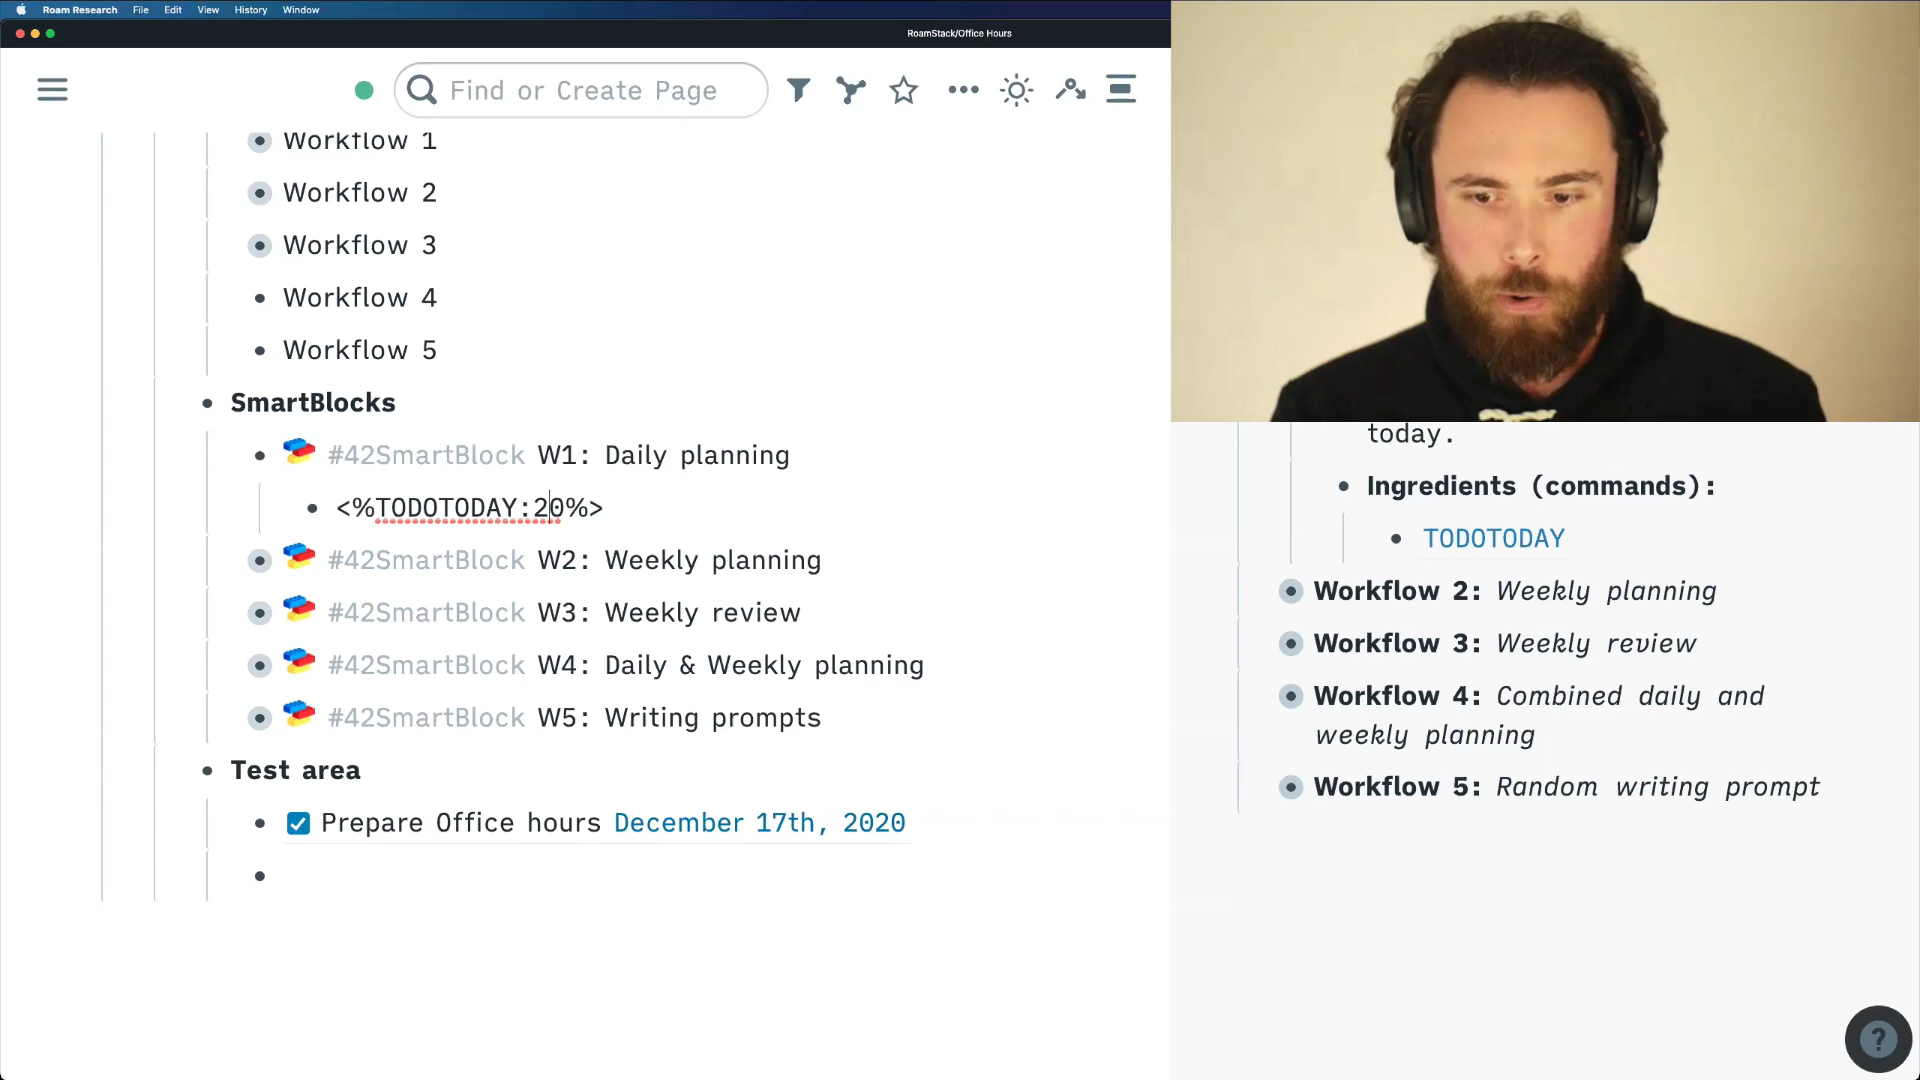 Roam Research File Edit View History Window
RoamStack/Office Hours
Find or Create Page
Workflow 1
Workflow 2
Workflow 3
Workflow 4
Workflow 5
SmartBlocks
#42SmartBlock W1: Daily planning
<%TODOTODAY:20%>
#42SmartBlock W2: Weekly planning
#42SmartBlock W3: Weekly review
#42SmartBlock W4: Daily & Weekly planning
#42SmartBlock W5: Writing prompts
Test area
Prepare Office hours December 17th, 2020
today.
Ingredients (commands):
TODOTODAY
Workflow 2: Weekly planning
Workflow 3: Weekly review
Workflow 4: Combined daily and
weekly planning
Workflow 5: Random writing prompt
?